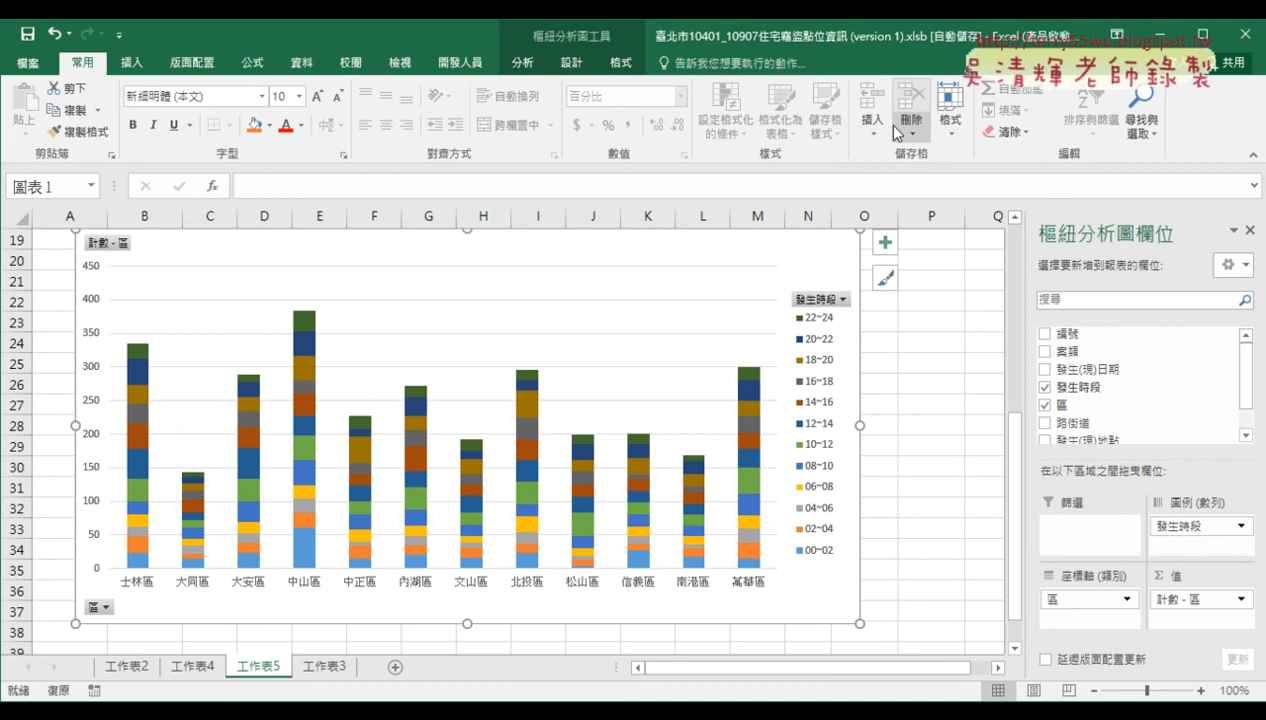 樞紐分析圖工具
臺北市10401_10907住宅竊盜點位資訊 (version 1).xlsb [自動儲存] - Excel (產品啟動
http://terry55wu.blogspot.tw
吳清輝老師錄製
檔案 常用 插入 版面配置 公式 資料 校閱 檢視 開發人員 分析 設計 格式 告訴我您想要執行的動作... 共用
貼上 剪下 複製 複製格式
新細明體 (本文) 10
自動換列 跨欄置中
百分比
設定格式化的條件 格式化為表格 儲存格樣式
插入 刪除 格式
填滿 清除
排序與篩選 尋找與選取
剪貼簿 字型 對齊方式 數值 樣式 儲存格 編輯
圖表 1 fx
A B C D E F G H I J K L M N O P Q
19
20
21
22
23
24
25
26
27
28
29
30
31
32
33
34
35
36
37
38
39
計數 - 區
450
400
350
300
250
200
150
100
50
0
士林區 大同區 大安區 中山區 中正區 內湖區 文山區 北投區 松山區 信義區 南港區 萬華區
區
發生時段
22~24
20~22
18~20
16~18
14~16
12~14
10~12
08~10
06~08
04~06
02~04
00~02
樞紐分析圖欄位
選擇要新增到報表的欄位:
搜尋
編號
案類
發生(現)日期
發生時段
區
路街道
發生(現)地點
在以下區域之間拖曳欄位:
篩選 圖例 (數列)
發生時段
座標軸 (類別) Σ 值
區 計數 - 區
延遲版面配置更新 更新
工作表2 工作表4 工作表5 工作表3
就緒 復原 100%